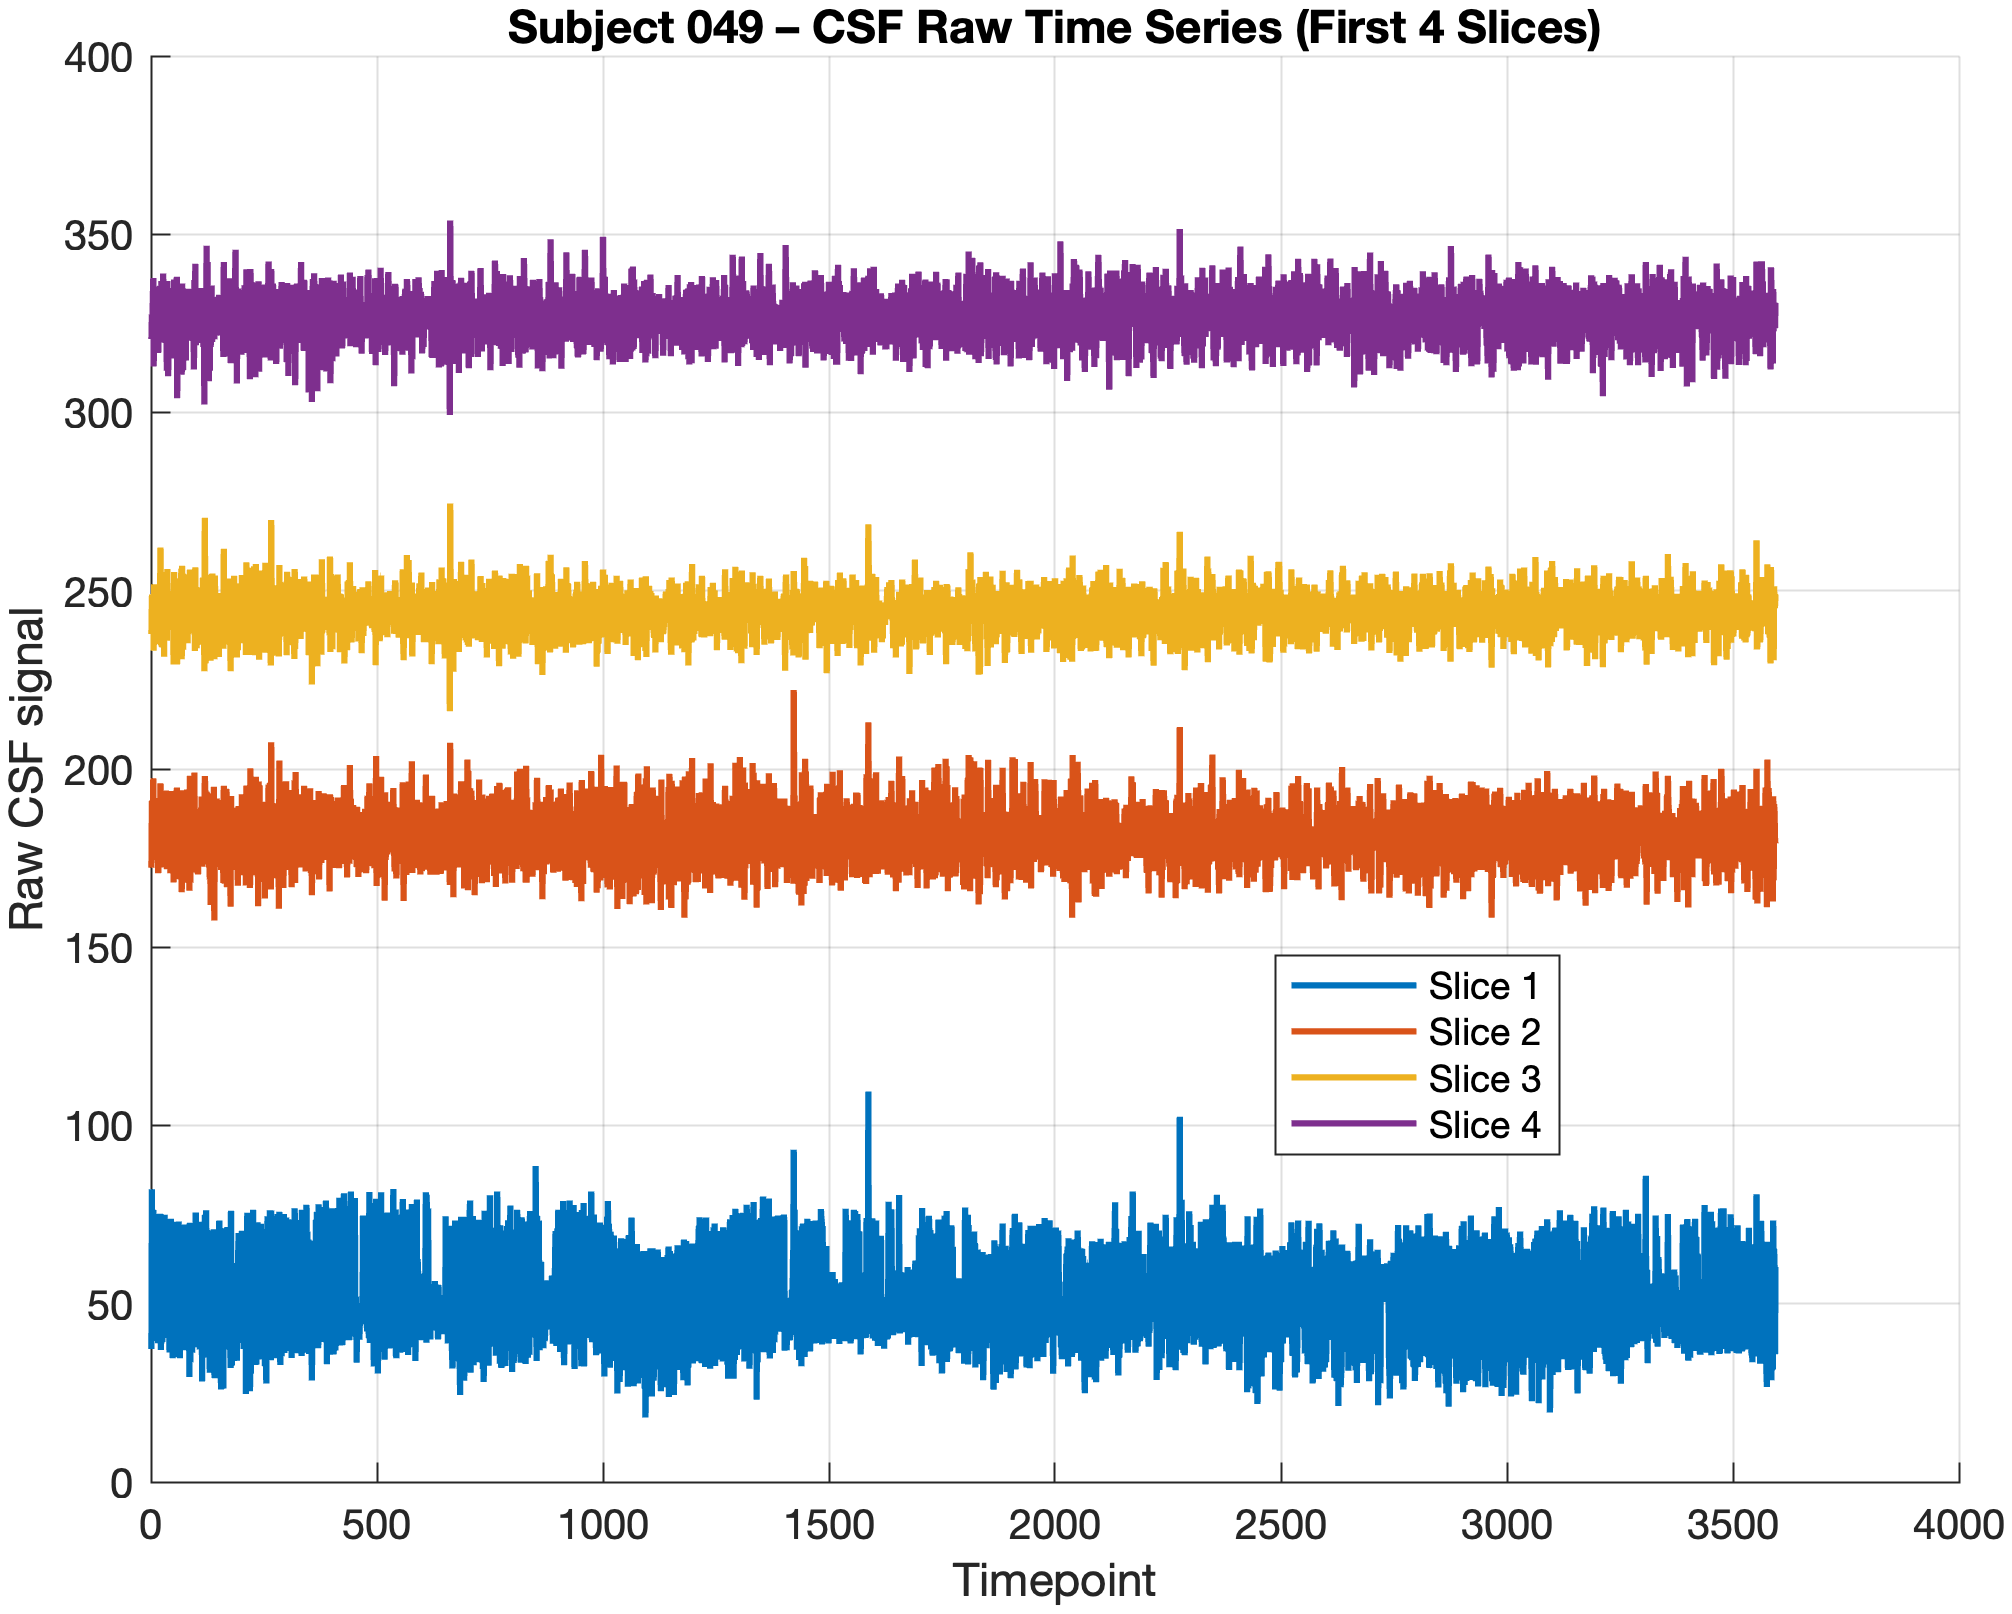 Subject 049 – CSF Raw Time Series (First 4 Slices)
400
350
300
250
200
150
100
50
0
Raw CSF signal
Slice 1
Slice 2
Slice 3
Slice 4
0 500 1000 1500 2000 2500 3000 3500 4000
Timepoint